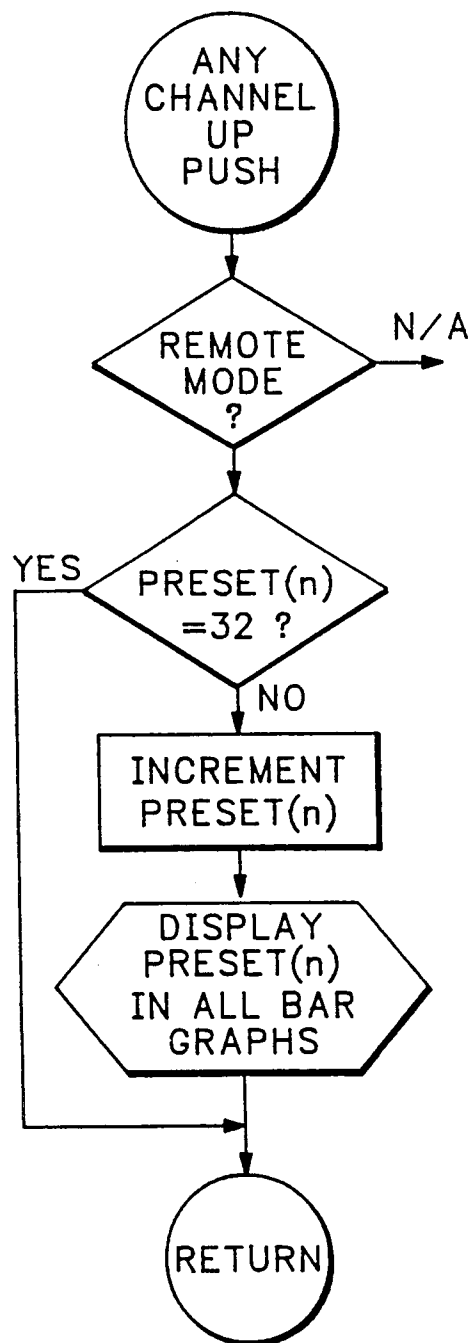 ANY
CHANNEL
UP
PUSH
N/A
REMOTE
MODE
?
YES
PRESET(n)
=32 ?
NO
INCREMENT
PRESET(n)
DISPLAY
PRESET(n)
IN ALL BAR
GRAPHS
RETURN